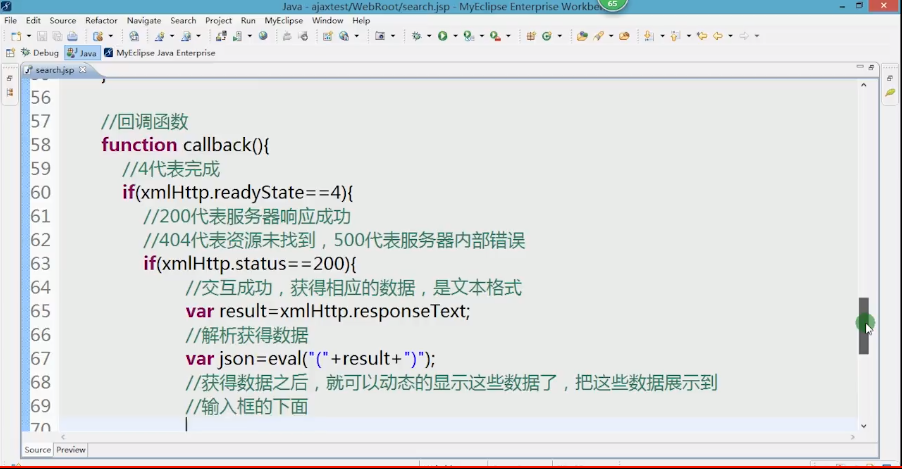 Java - ajaxtest/WebRoot/search.jsp - MyEclipse Enterprise Workbe
65
File Edit Source Refactor Navigate Search Project Run MyEclipse Window Help
Debug Java MyEclipse Java Enterprise
search.jsp
56
57 //回调函数
58 function callback(){
59 //4代表完成
60 if(xmlHttp.readyState==4){
61 //200代表服务器响应成功
62 //404代表资源未找到，500代表服务器内部错误
63 if(xmlHttp.status==200){
64 //交互成功，获得相应的数据，是文本格式
65 var result=xmlHttp.responseText;
66 //解析获得数据
67 var json=eval("("+result+")");
68 //获得数据之后，就可以动态的显示这些数据了，把这些数据展示到
69 //输入框的下面
70
Source Preview